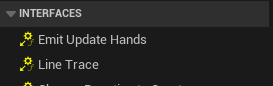 INTERFACES
Emit Update Hands
Line Trace